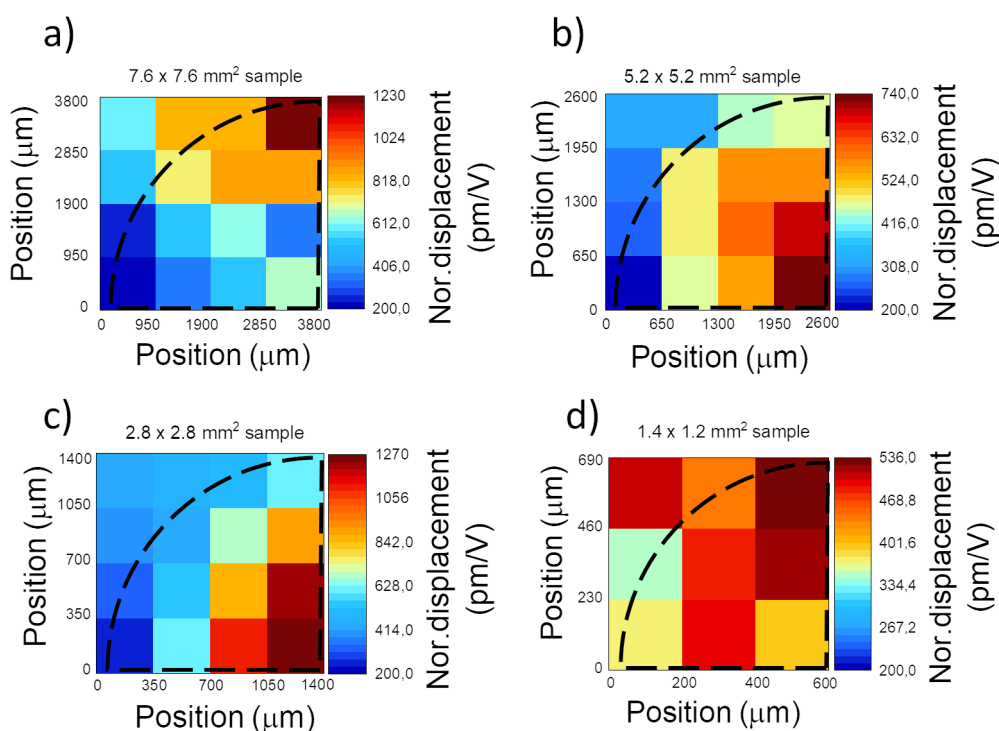 a)
7.6 x 7.6 mm² sample
3800
2850
1900
950
0
0
950
1900
2850
3800
Position (μm)
Position (μm)
1230
1024
818,0
612,0
406,0
200,0
Nor.displacement
(pm/V)
b)
5.2 x 5.2 mm² sample
2600
1950
1300
650
0
0
650
1300
1950
2600
Position (μm)
Position (μm)
740,0
632,0
524,0
416,0
308,0
200,0
Nor.displacement
(pm/V)
c)
2.8 x 2.8 mm² sample
1400
1050
700
350
0
0
350
700
1050
1400
Position (μm)
Position (μm)
1270
1056
842,0
628,0
414,0
200,0
Nor.displacement
(pm/V)
d)
1.4 x 1.2 mm² sample
690
460
230
0
0
200
400
600
Position (μm)
Position (μm)
536,0
468,8
401,6
334,4
267,2
200,0
Nor.displacement
(pm/V)